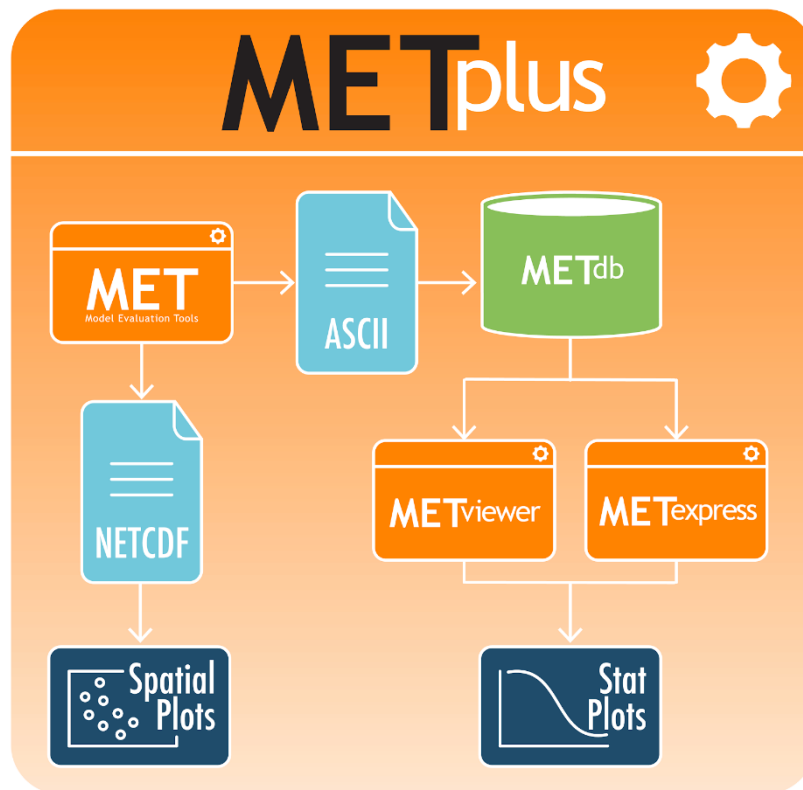 METplus
MET
Model Evaluation Tools
ASCII
METdb
NETCDF
METviewer
METexpress
Spatial
Plots
Stat
Plots